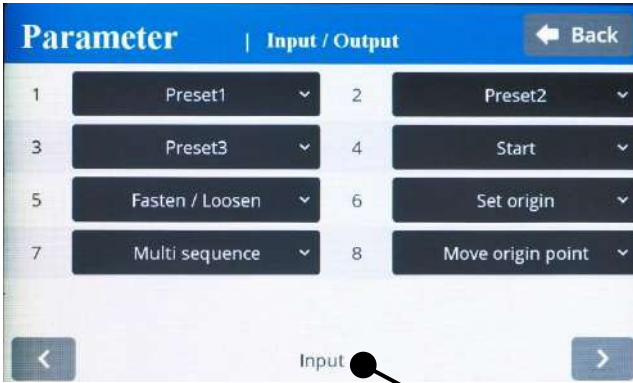 Parameter | Input / Output Back
1 Preset1 2 Preset2
3 Preset3 4 Start
5 Fasten / Loosen 6 Set origin
7 Multi sequence 8 Move origin point
Input